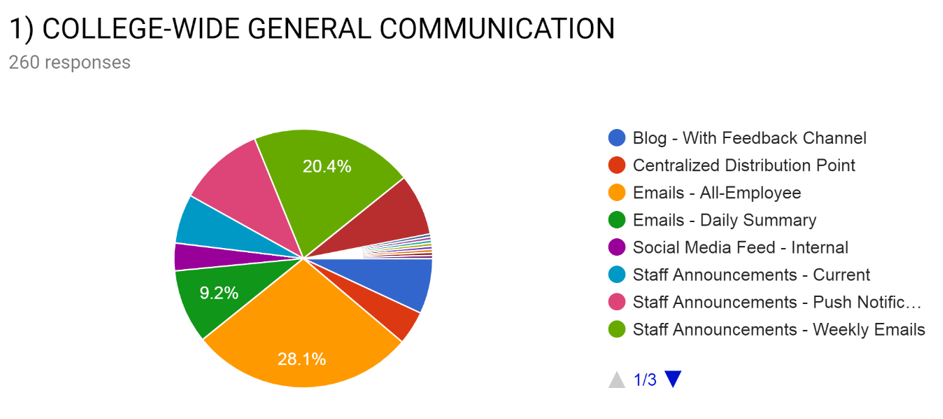 1) COLLEGE-WIDE GENERAL COMMUNICATION
260 responses
20.4%
9.2%
28.1%
Blog - With Feedback Channel
Centralized Distribution Point
Emails - All-Employee
Emails - Daily Summary
Social Media Feed - Internal
Staff Announcements - Current
Staff Announcements - Push Notific…
Staff Announcements - Weekly Emails
1/3